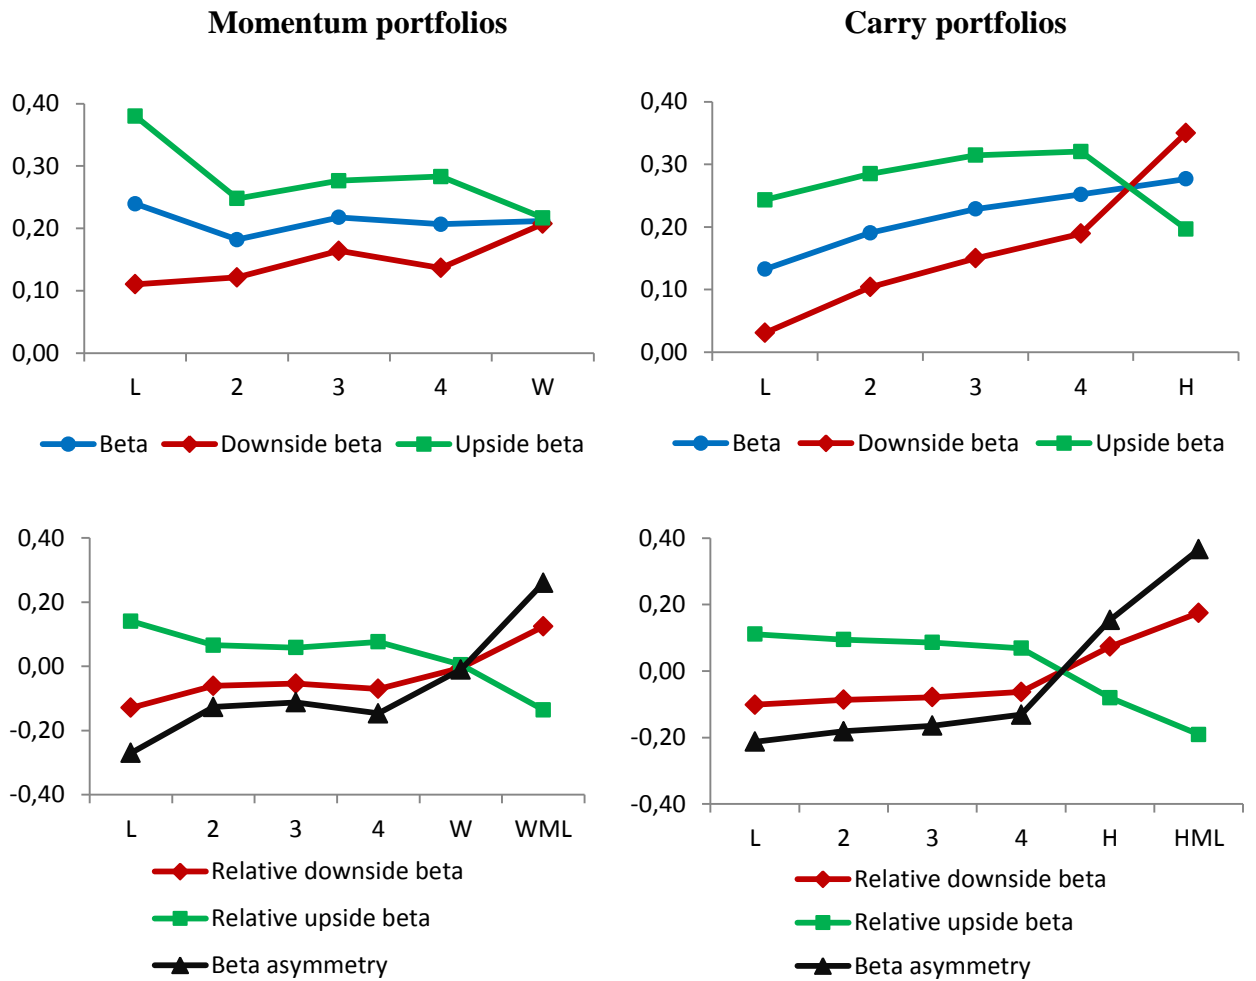 Momentum portfolios
Carry portfolios
0,40
0,30
0,20
0,10
0,00
L 2 3 4 W
Beta Downside beta Upside beta
0,40
0,30
0,20
0,10
0,00
L 2 3 4 H
Beta Downside beta Upside beta
0,40
0,20
0,00
-0,20
-0,40
L 2 3 4 W WML
Relative downside beta
Relative upside beta
Beta asymmetry
0,40
0,20
0,00
-0,20
-0,40
L 2 3 4 H HML
Relative downside beta
Relative upside beta
Beta asymmetry